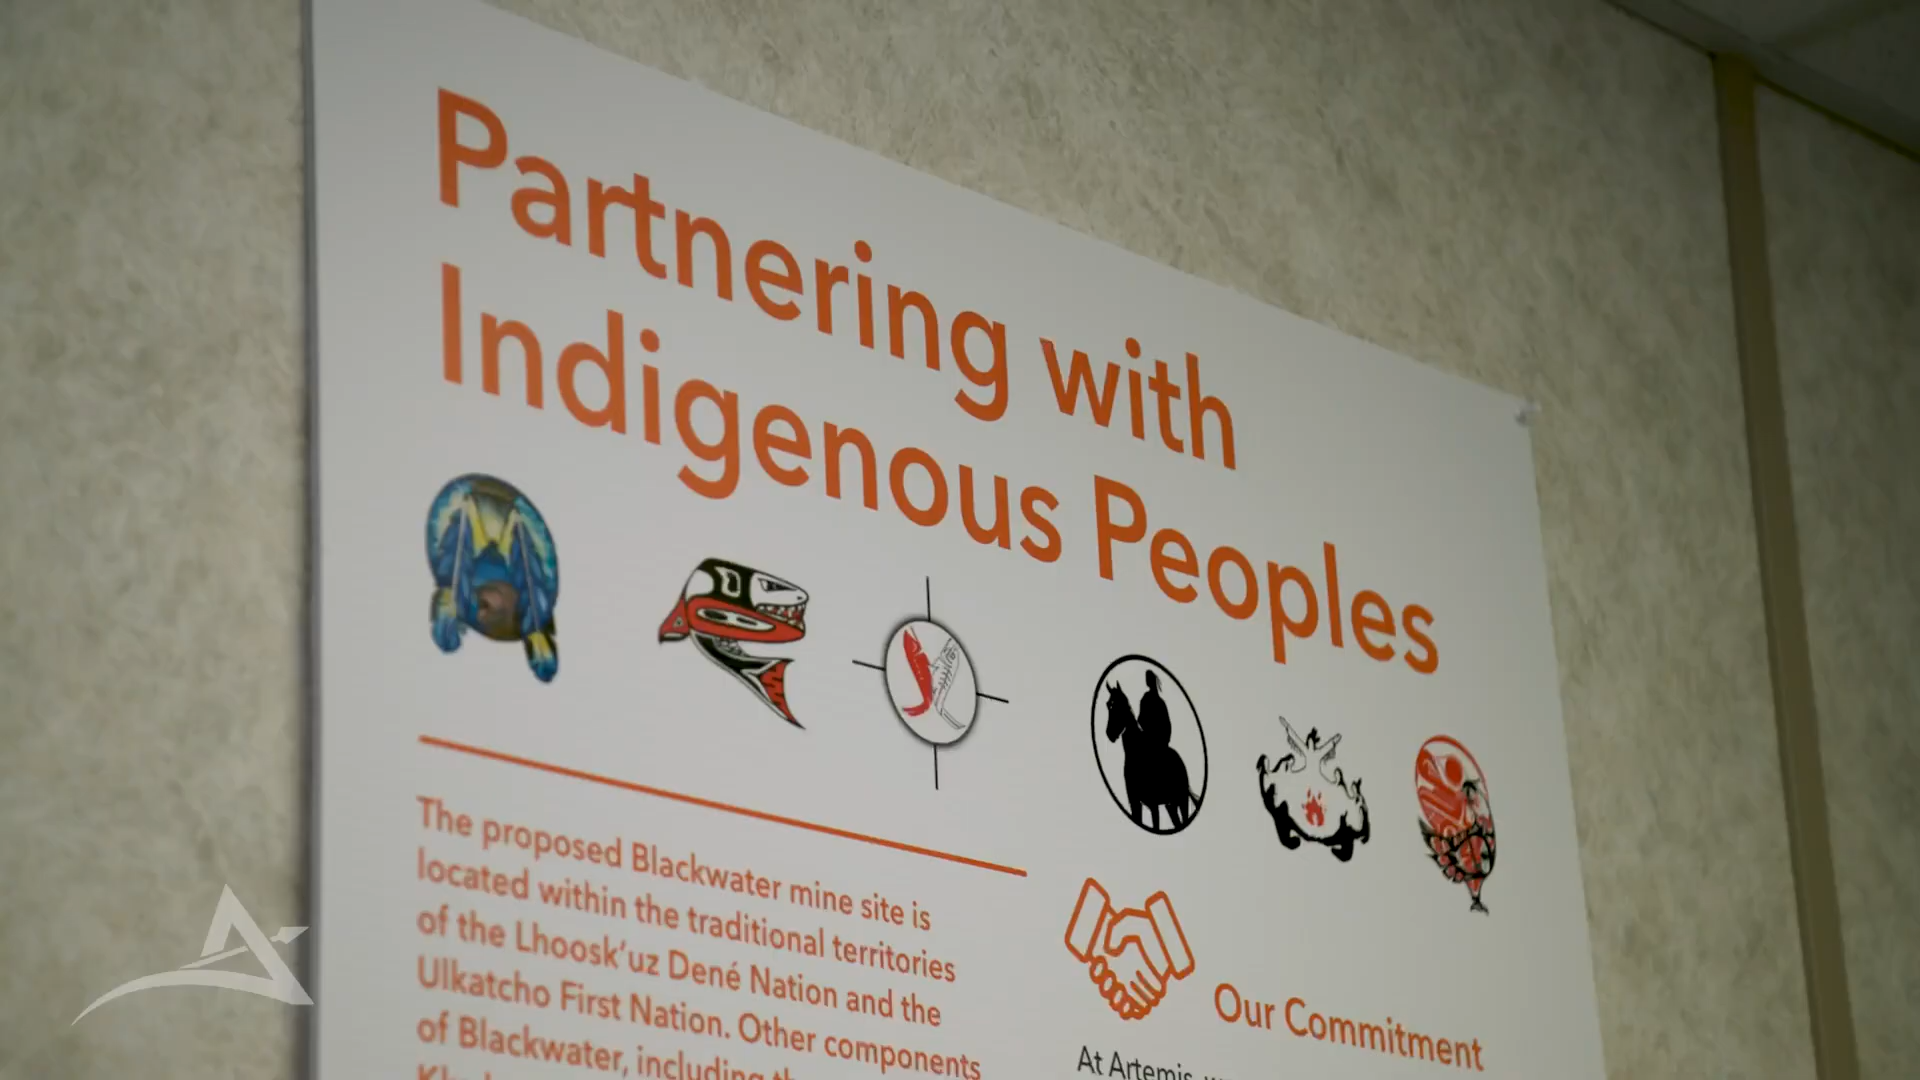 Partnering with
Indigenous Peoples
The proposed Blackwater mine site is
located within the traditional territories
of the Lhoosk’uz Dené Nation and the
Ulkatcho First Nation. Other components
of Blackwater, including
Our Commitment
At Artemis,